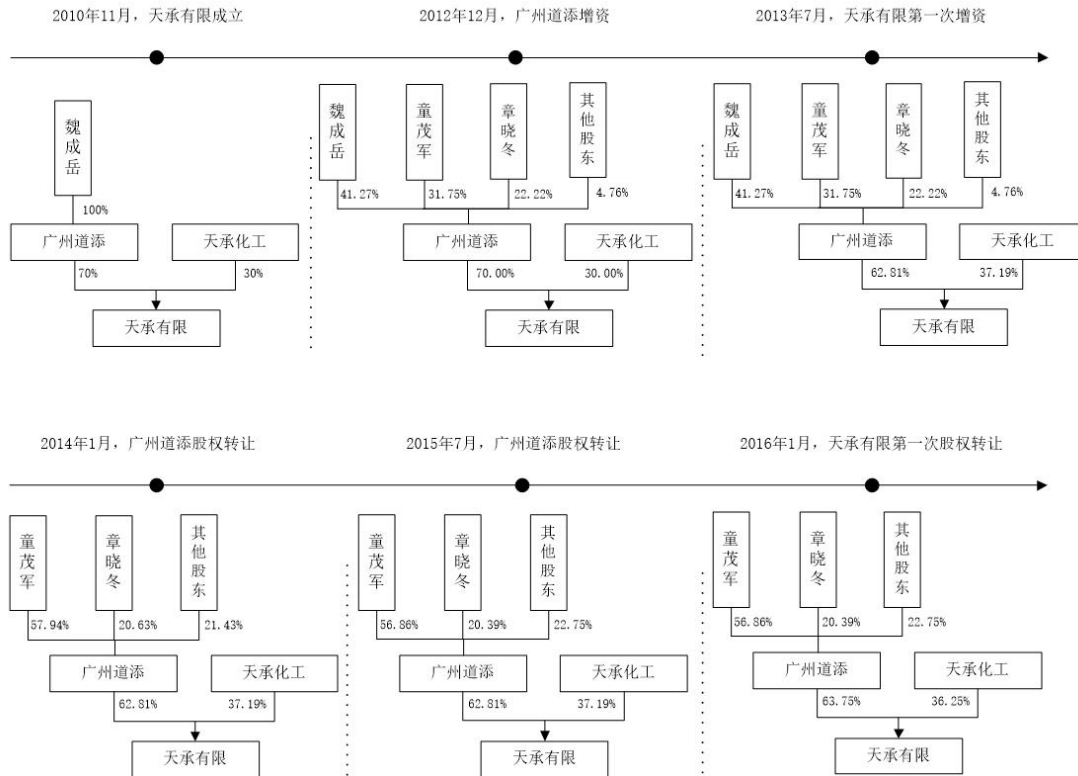 2010年11月，天承有限成立
2012年12月，广州道添增资
2013年7月，天承有限第一次增资
魏成岳
100%
广州道添
天承化工
70%
30%
天承有限
魏成岳
童茂军
章晓冬
其他股东
41.27%
31.75%
22.22%
4.76%
广州道添
天承化工
70.00%
30.00%
天承有限
魏成岳
童茂军
章晓冬
其他股东
41.27%
31.75%
22.22%
4.76%
广州道添
天承化工
62.81%
37.19%
天承有限
2014年1月，广州道添股权转让
2015年7月，广州道添股权转让
2016年1月，天承有限第一次股权转让
童茂军
章晓冬
其他股东
57.94%
20.63%
21.43%
广州道添
天承化工
62.81%
37.19%
天承有限
童茂军
章晓冬
其他股东
56.86%
20.39%
22.75%
广州道添
天承化工
62.81%
37.19%
天承有限
童茂军
章晓冬
其他股东
56.86%
20.39%
22.75%
广州道添
天承化工
63.75%
36.25%
天承有限